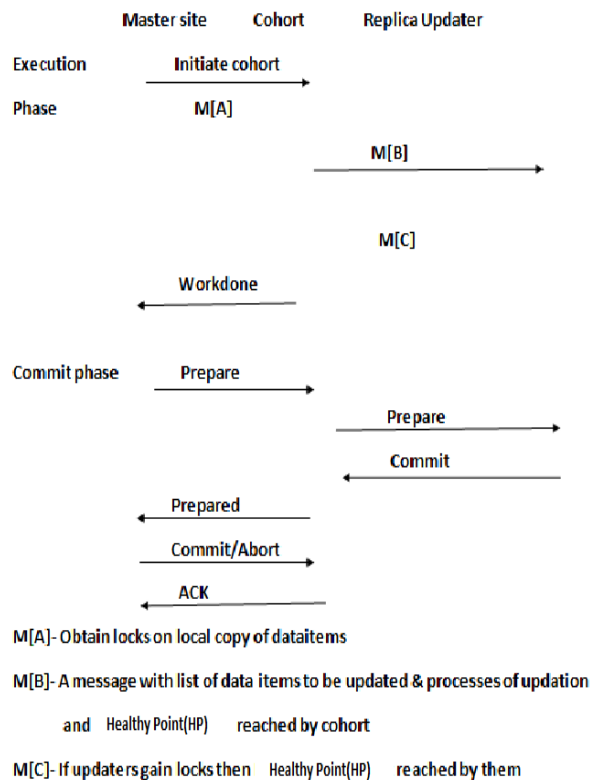 Master site Cohort Replica Updater
Execution Initiate cohort
Phase M[A]
M[B]
M[C]
Workdone
Commit phase Prepare
Prepare
Commit
Prepared
Commit/Abort
ACK
M[A]- Obtain locks on local copy of dataitems
M[B]- A message with list of data items to be updated & processes of updation
and Healthy Point(HP) reached by cohort
M[C]- If updaters gain locks then Healthy Point(HP) reached by them